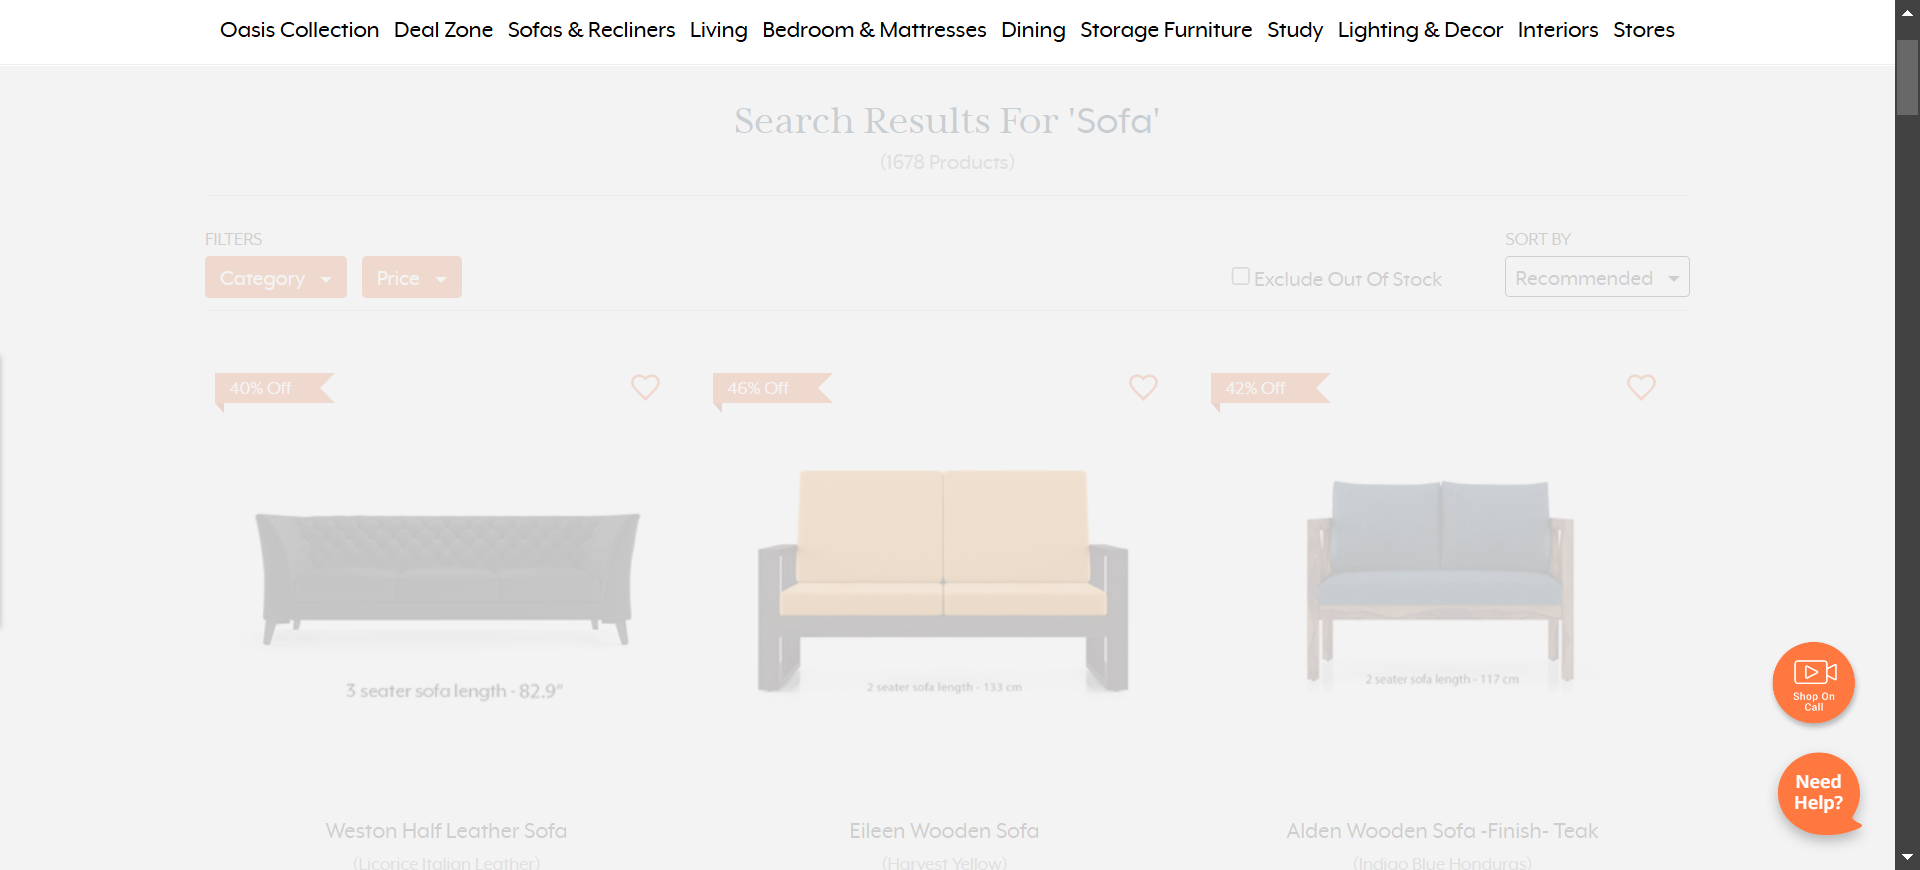 Oasis Collection Deal Zone Sofas & Recliners Living Bedroom & Mattresses Dining Storage Furniture Study Lighting & Decor Interiors Stores
Search Results For 'Sofa'
(1678 Products)
FILTERS
SORT BY
Category Price
Exclude Out Of Stock
Recommended
40% Off
46% Off
42% Off
3 seater sofa length - 82.9"
2 seater sofa length - 133 cm
2 seater sofa length - 117 cm
Shop On
Call
Need
Help?
Weston Half Leather Sofa
Eileen Wooden Sofa
Alden Wooden Sofa -Finish- Teak
(Licorice Italian Leather)
(Harvest Yellow)
(Indigo Blue Honduras)